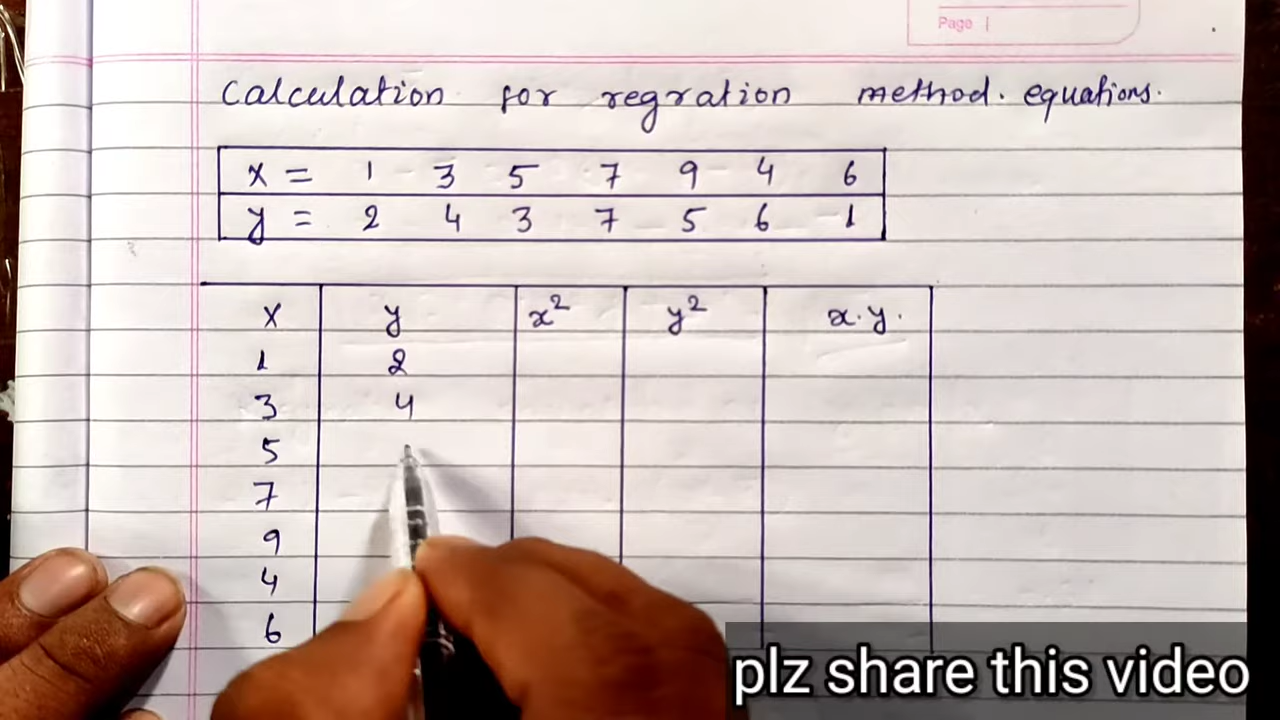 Page
Calculation for regration method. equations.
x = 1 3 5 7 9 4 6
y = 2 4 3 7 5 6 1
x y x² y² x.y.
1 2
3 4
5
7
9
4
6
plz share this video